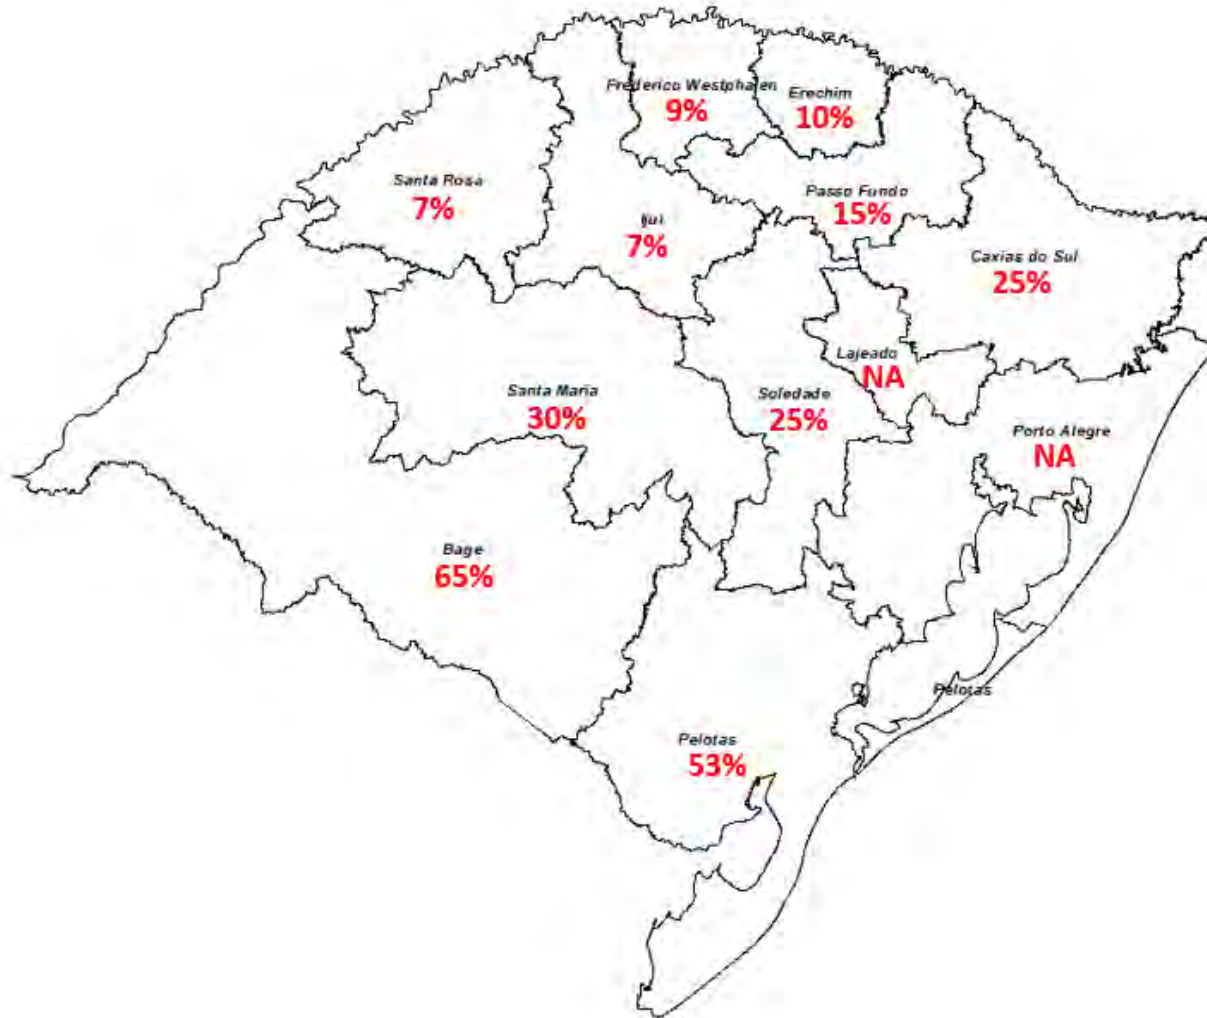 Frederico Westphalen
9%
Erechim
10%
Santa Rosa
7%
Passo Fundo
15%
Ijui
7%
Caxias do Sul
25%
Lajeado
NA
Santa Maria
30%
Soledade
25%
Porto Alegre
NA
Bage
65%
Pelotas
Pelotas
53%